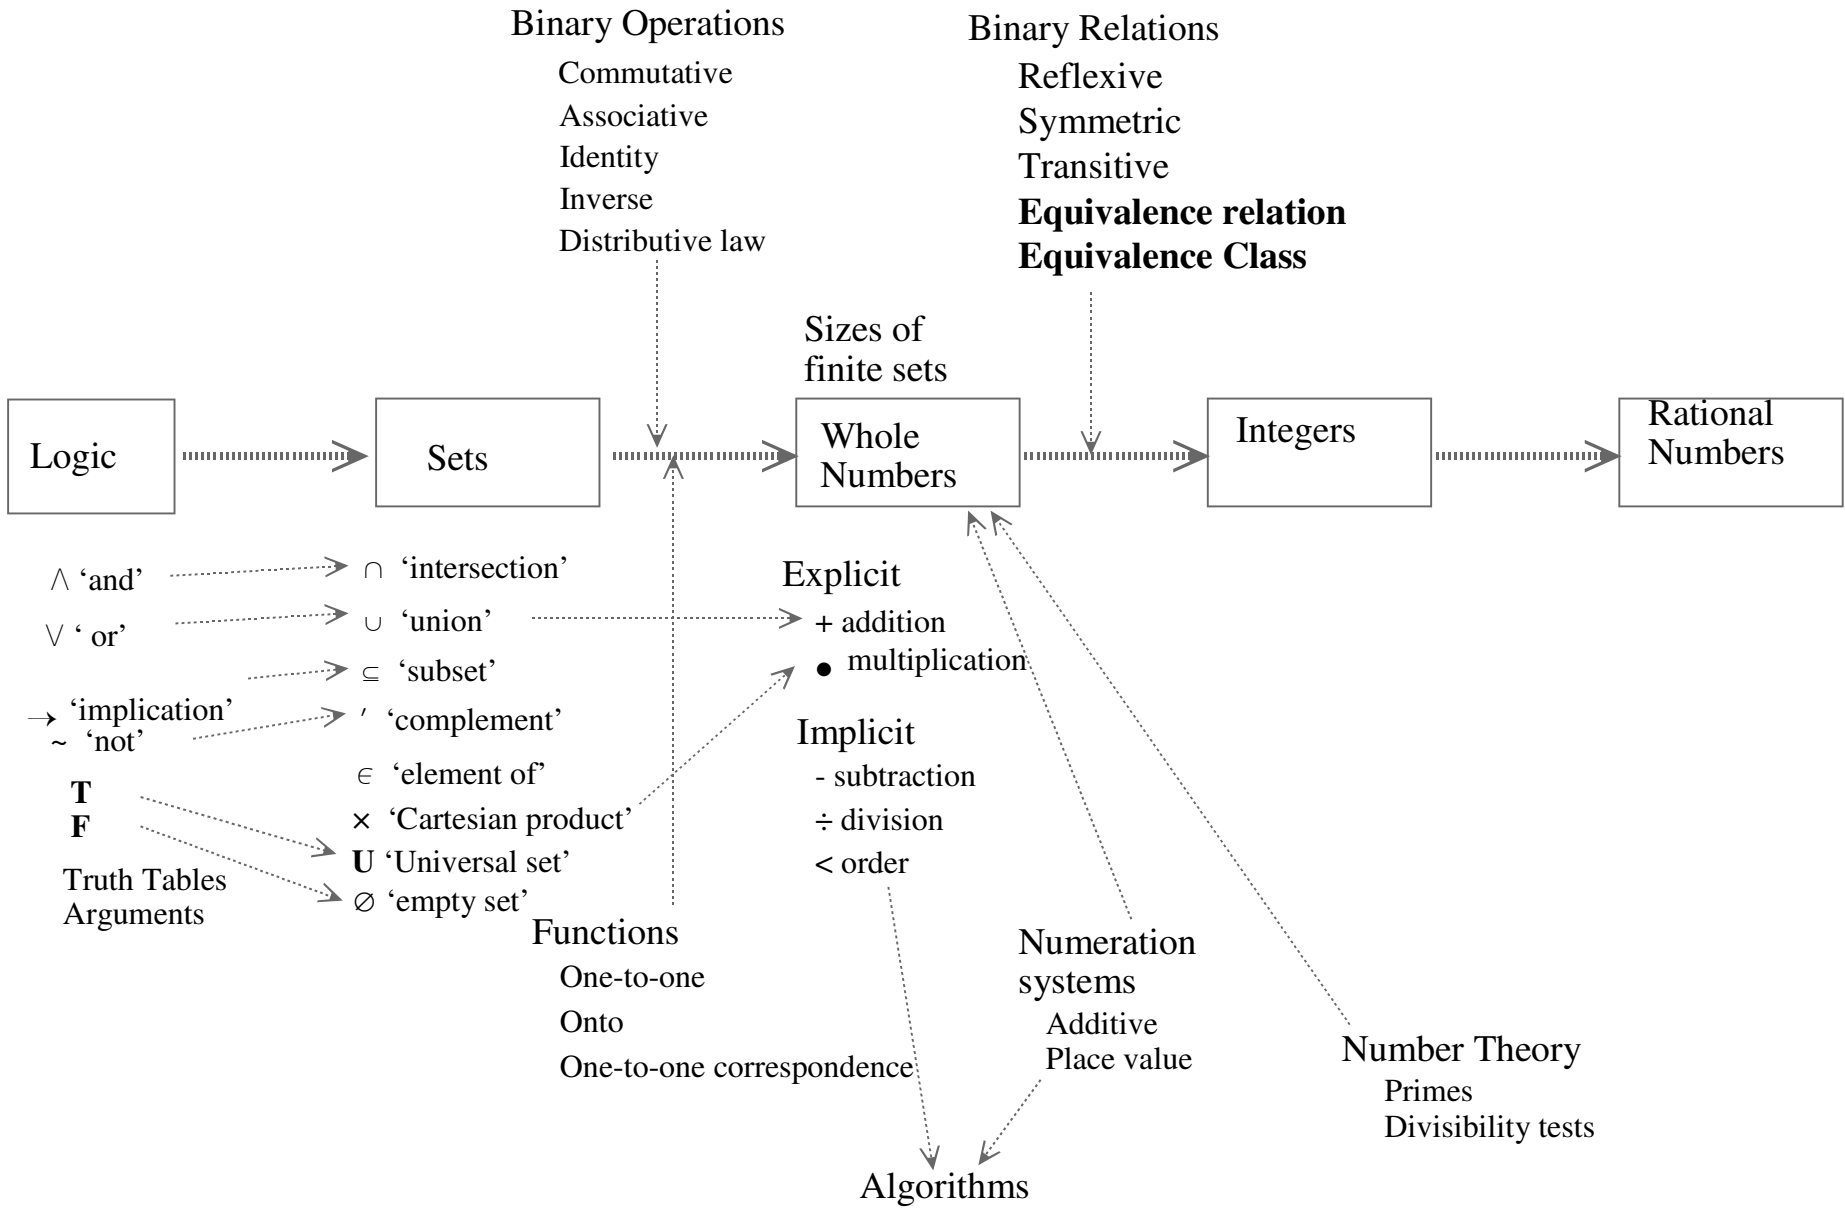 Binary Operations
Commutative
Associative
Identity
Inverse
Distributive law
Binary Relations
Reflexive
Symmetric
Transitive
Equivalence relation
Equivalence Class
Sizes of
finite sets
Logic
Sets
Whole
Numbers
Integers
Rational
Numbers
∧ ‘and’
∨ ‘ or’
→ ‘implication’
~ ‘not’
T
F
Truth Tables
Arguments
∩ ‘intersection’
∪ ‘union’
⊆ ‘subset’
′ ‘complement’
∈ ‘element of’
× ‘Cartesian product’
U ‘Universal set’
∅ ‘empty set’
Functions
One-to-one
Onto
One-to-one correspondence
Explicit
+ addition
• multiplication
Implicit
- subtraction
÷ division
< order
Numeration
systems
Additive
Place value
Number Theory
Primes
Divisibility tests
Algorithms